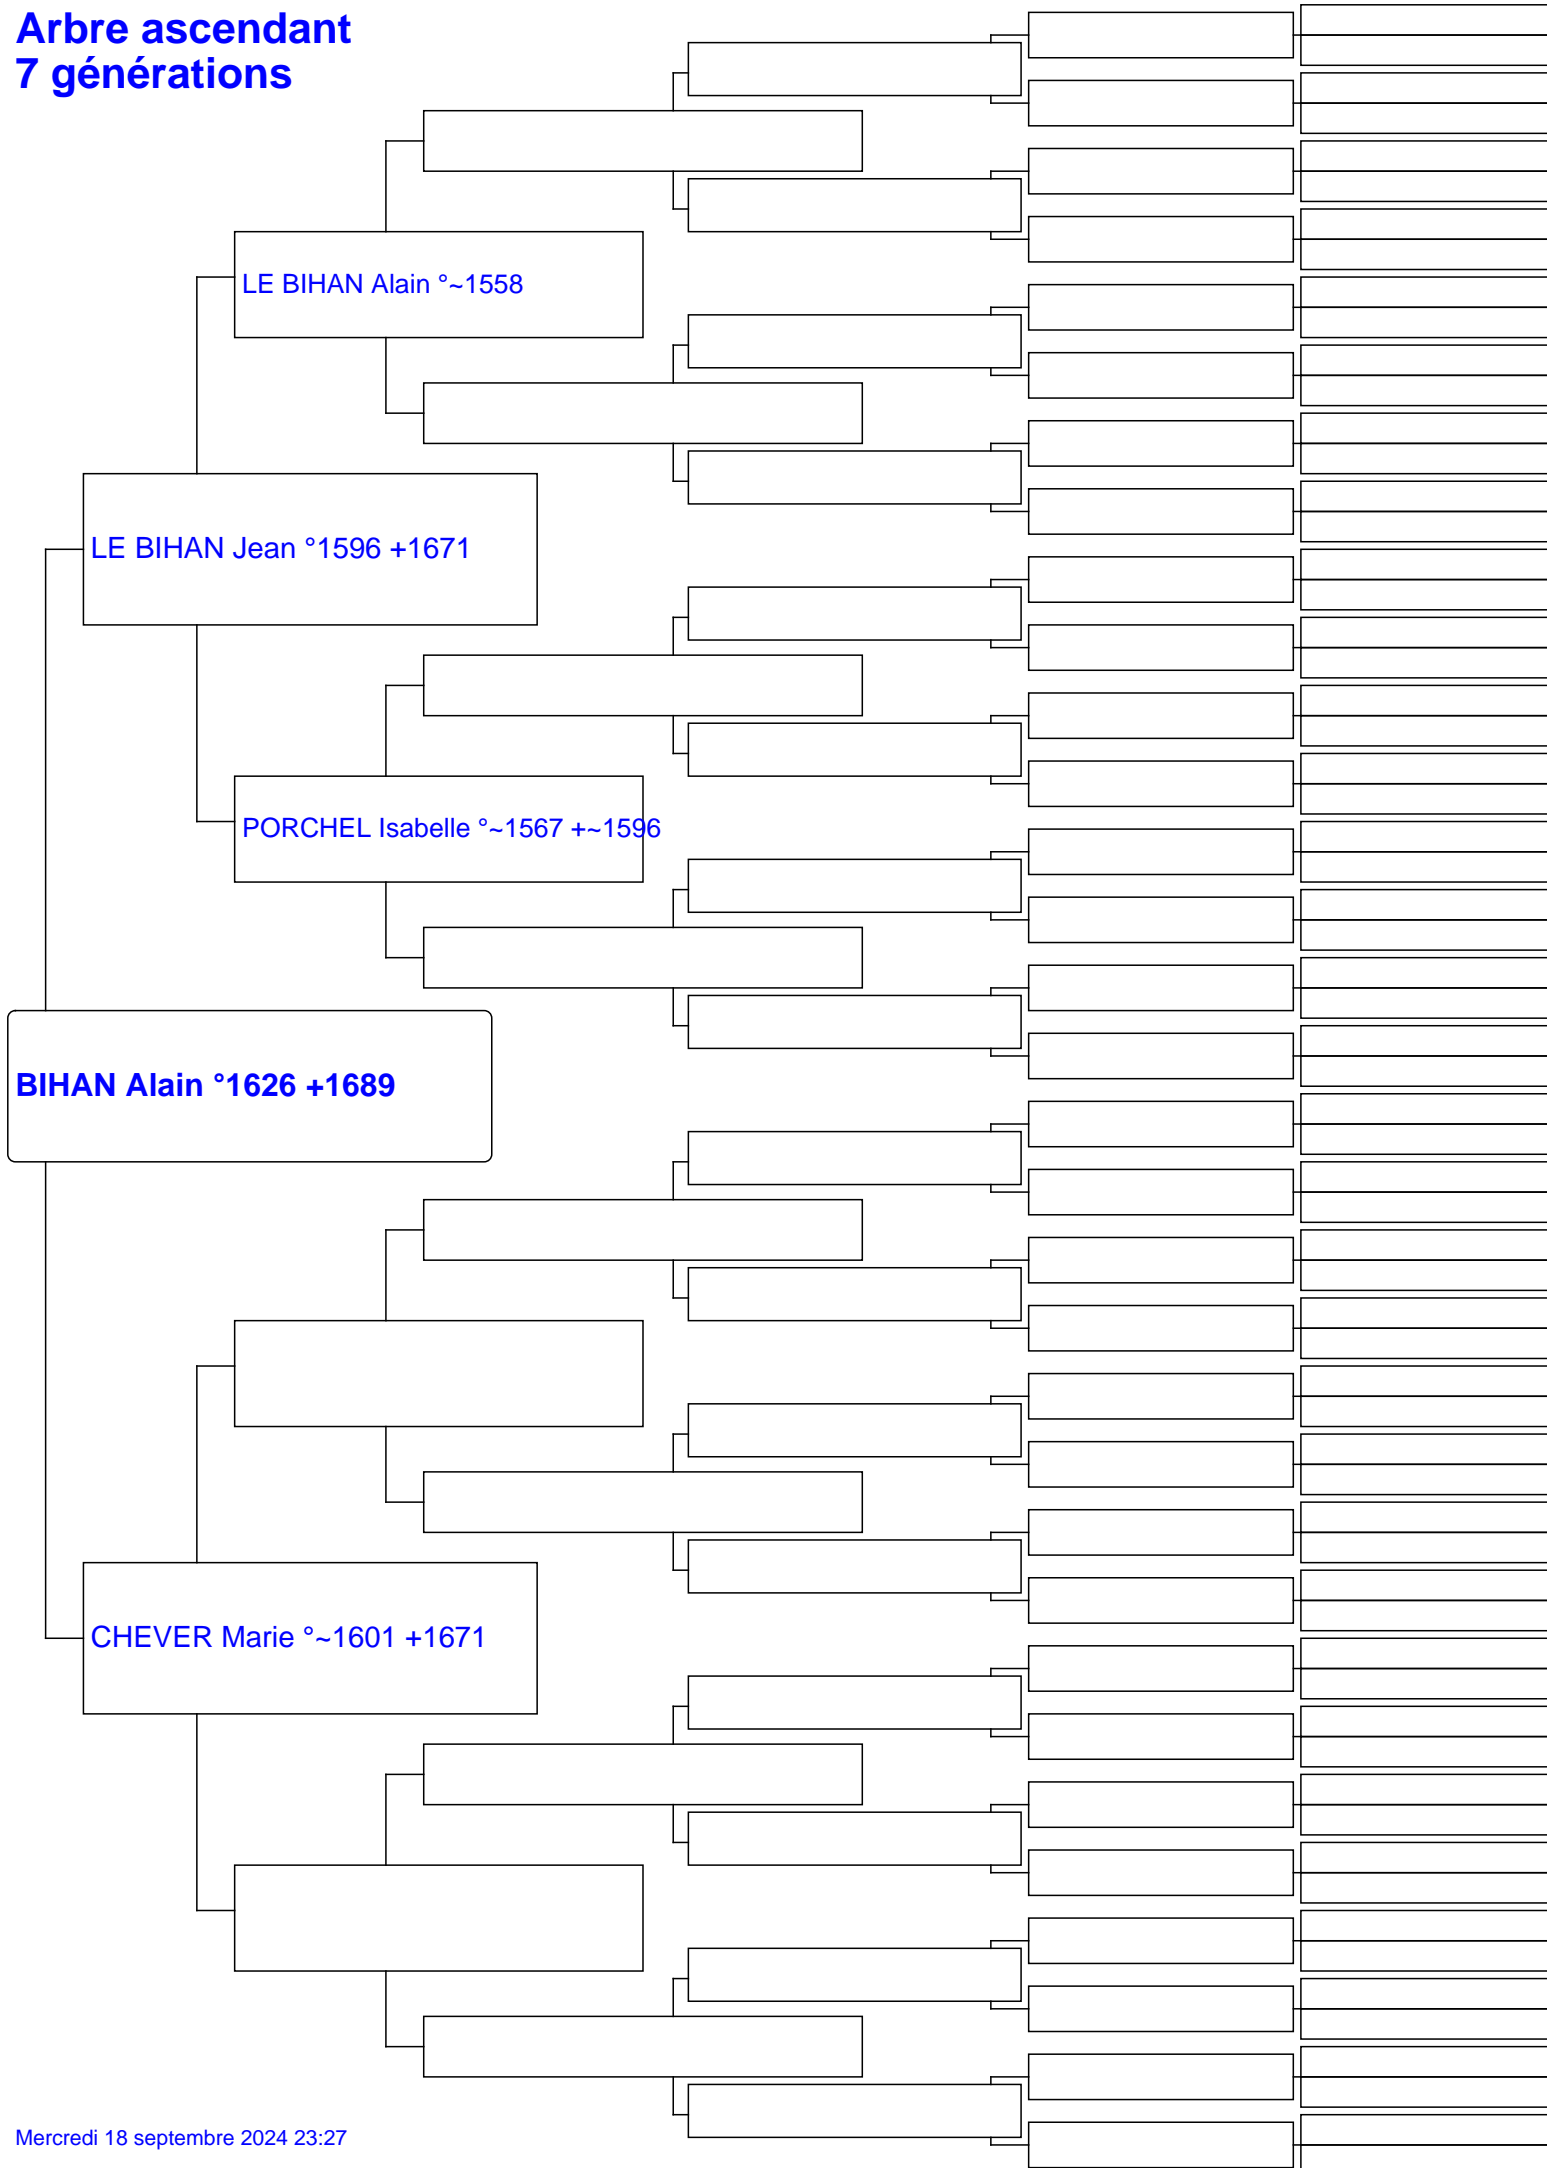 Arbre ascendant
7 générations
LE BIHAN Alain °~1558
LE BIHAN Jean °1596 +1671
PORCHEL Isabelle °~1567 +~1596
BIHAN Alain °1626 +1689
CHEVER Marie °~1601 +1671
Mercredi 18 septembre 2024 23:27